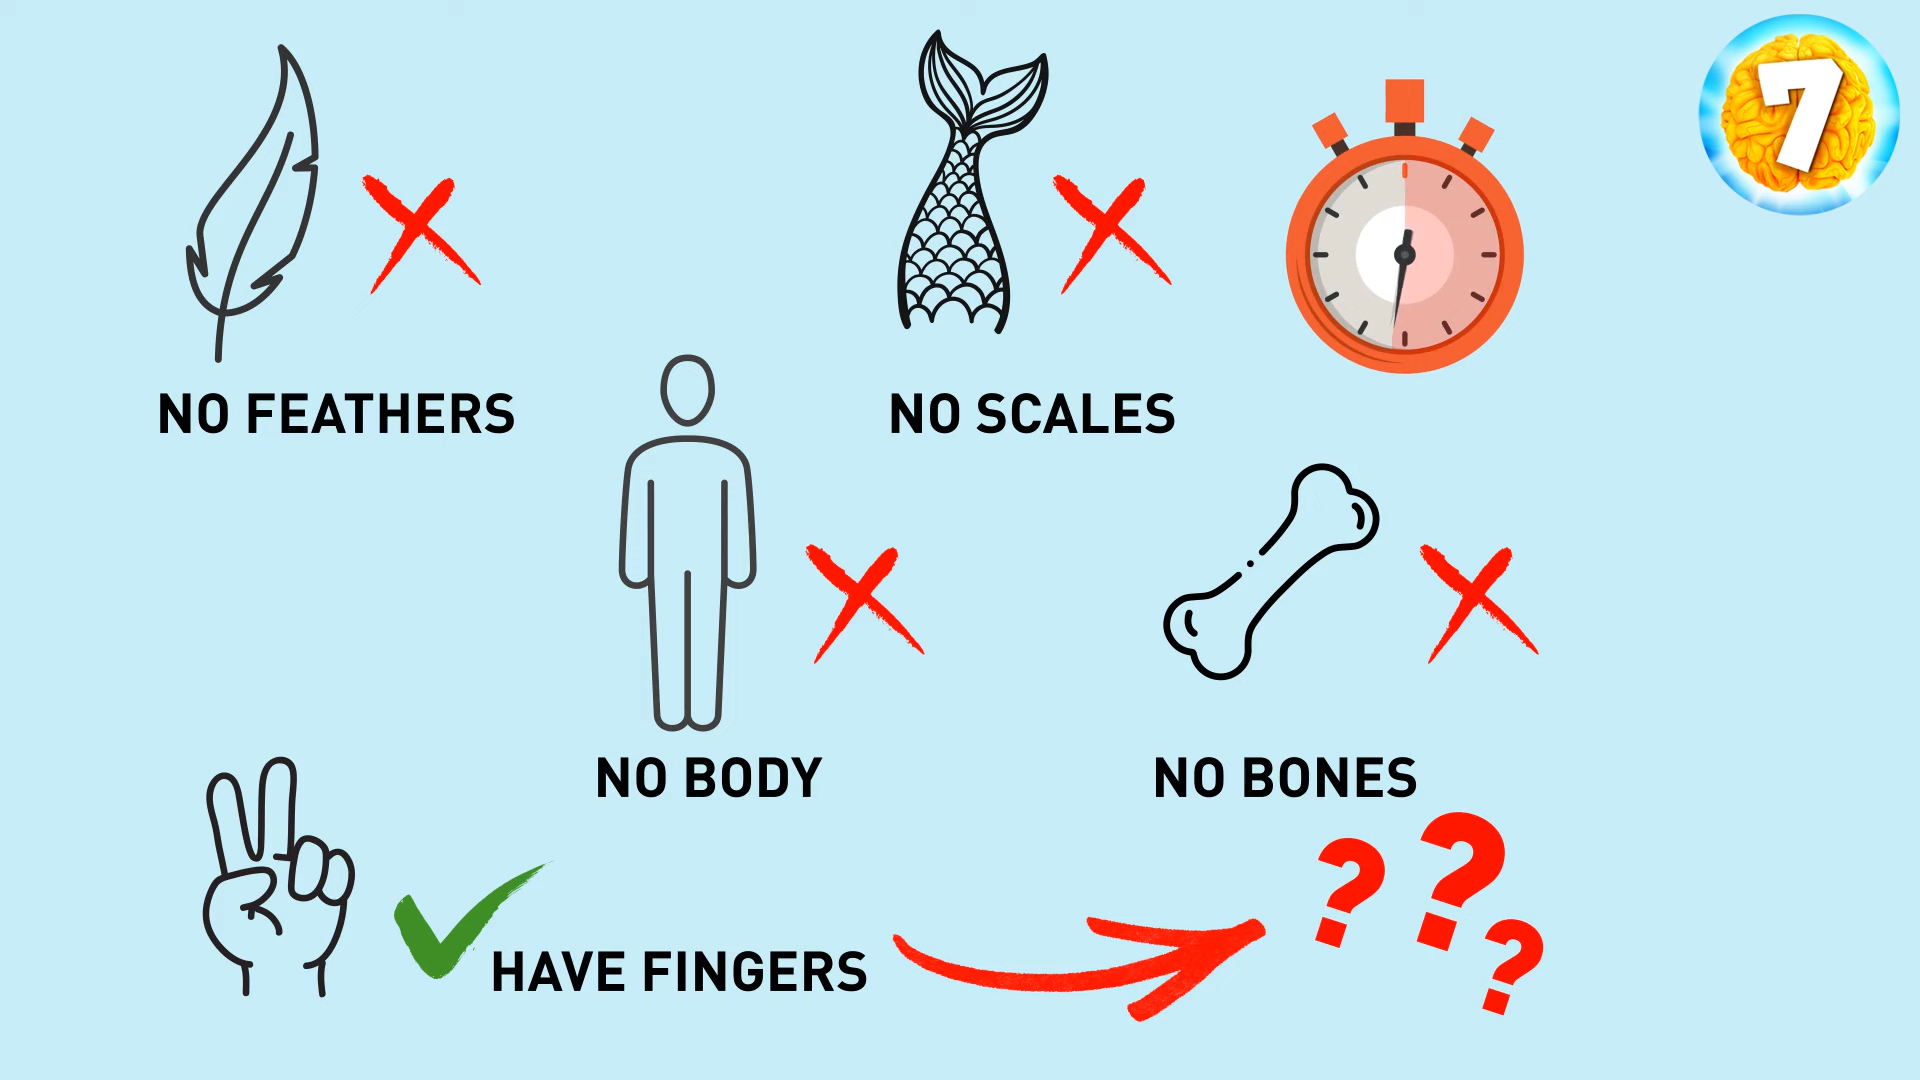 7
NO FEATHERS
NO SCALES
NO BODY
NO BONES
HAVE FINGERS
???